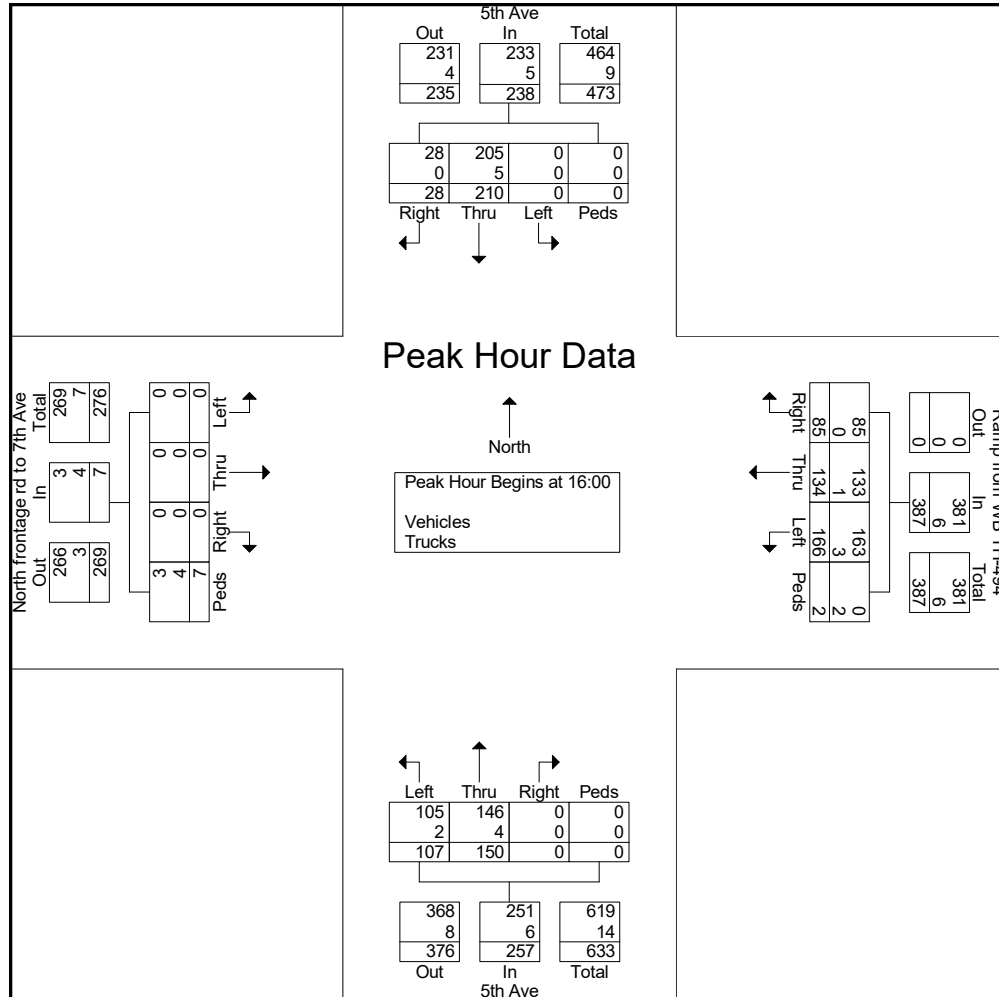 5th Ave
Out In Total
231 233 464
4 5 9
235 238 473
28 205 0 0
0 5 0 0
28 210 0 0
Right Thru Left Peds
Peak Hour Data
North
Peak Hour Begins at 16:00
Vehicles
Trucks
North frontage rd to 7th Ave
Out In Total
266 3 269
3 4 7
269 7 276
3 0 0 0
4 0 0 0
7 0 0 0
Peds Right Thru Left
Ramp from WB TH-494
Out In Total
0 381 381
0 6 6
0 387 387
85 133 163 0
0 1 3 2
85 134 166 2
Right Thru Left Peds
Left Thru Right Peds
105 146 0 0
2 4 0 0
107 150 0 0
368 251 619
8 6 14
376 257 633
Out In Total
5th Ave